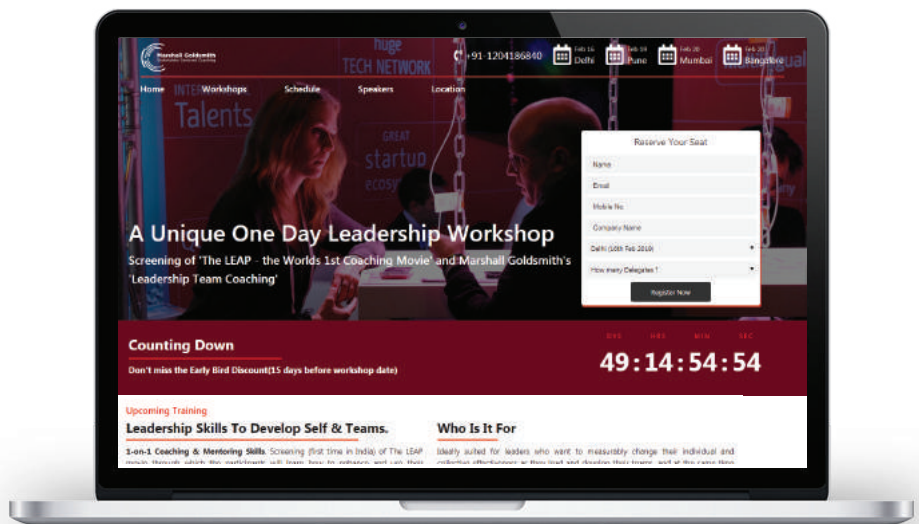 Marshall Goldsmith
+91-1204186840
Feb 16
Delhi
Feb 19
Pune
Feb 20
Mumbai
Bangalore
Home
Workshops
Schedule
Speakers
Location
huge
TECH NETWORK
Talents
GREAT
startup
Reserve Your Seat
Name
Email
Mobile No
Company Name
Delhi (16th Feb 2019)
How many Delegates ?
Register Now
A Unique One Day Leadership Workshop
Screening of 'The LEAP - the Worlds 1st Coaching Movie' and Marshall Goldsmith's
'Leadership Team Coaching'
Counting Down
Don't miss the Early Bird Discount(15 days before workshop date)
HRS MIN SEC
49:14:54:54
Upcoming Training
Leadership Skills To Develop Self & Teams.
1-on-1 Coaching & Mentoring Skills. Screening (first time in India) of The LEAP
Who Is It For
Ideally suited for leaders who want to measurably change their individual and